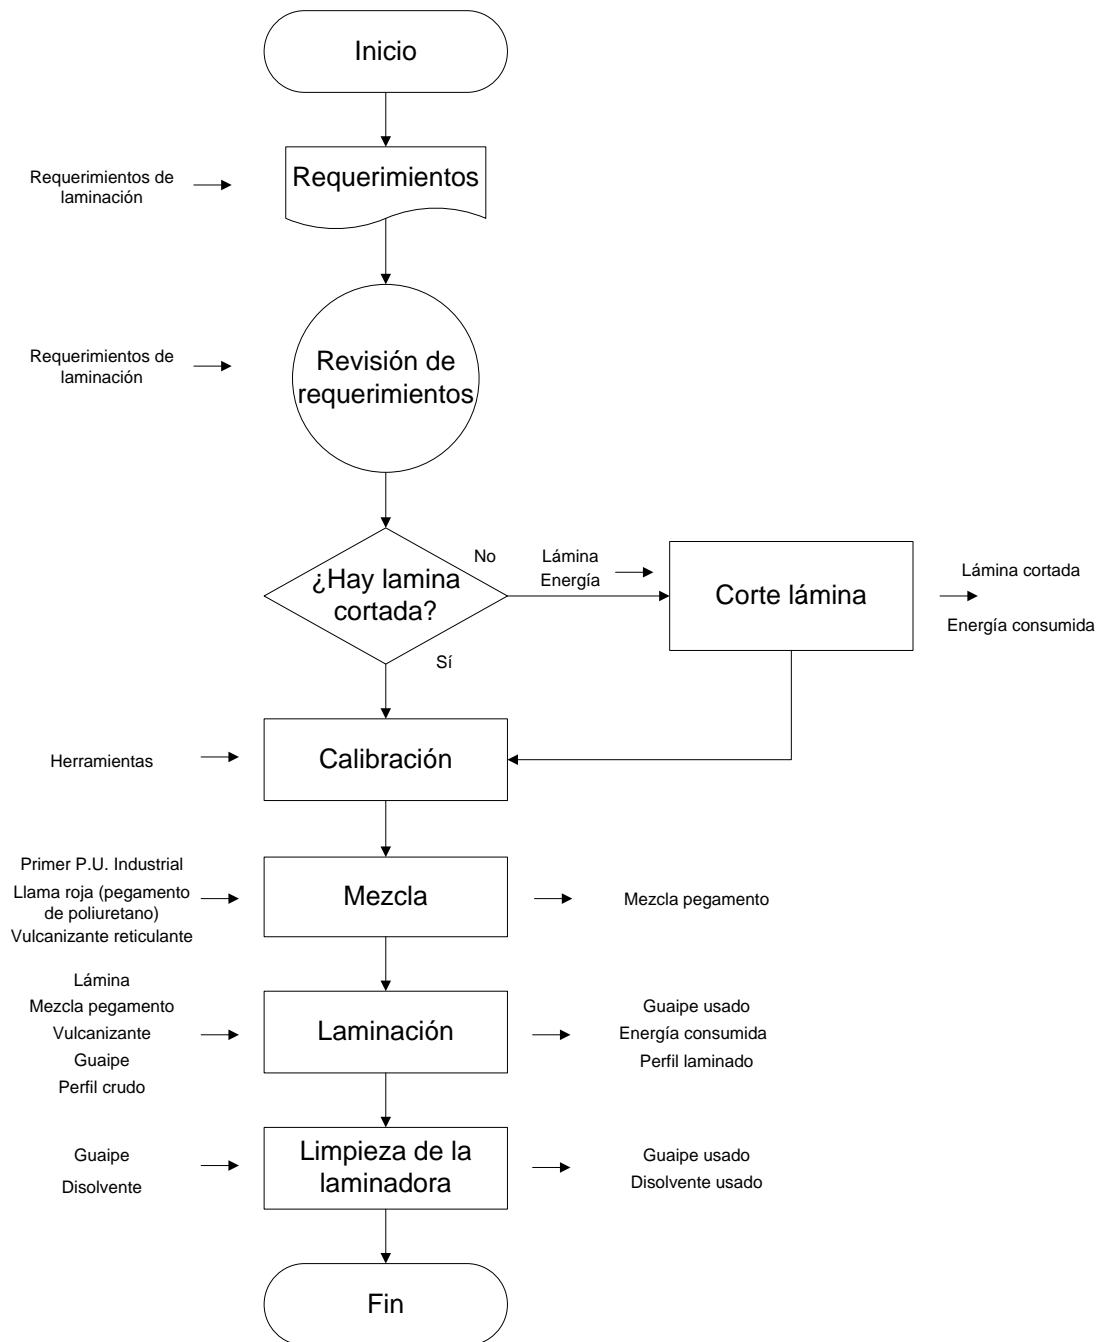 Inicio
Requerimientos de
laminación
Requerimientos
Requerimientos de
laminación
Revisión de
requerimientos
¿Hay lamina
cortada?
No
Sí
Lámina
Energía
Corte lámina
Lámina cortada
Energía consumida
Herramientas
Calibración
Primer P.U. Industrial
Llama roja (pegamento
de poliuretano)
Vulcanizante reticulante
Mezcla
Mezcla pegamento
Lámina
Mezcla pegamento
Vulcanizante
Guaipe
Perfil crudo
Laminación
Guaipe usado
Energía consumida
Perfil laminado
Guaipe
Disolvente
Limpieza de la
laminadora
Guaipe usado
Disolvente usado
Fin